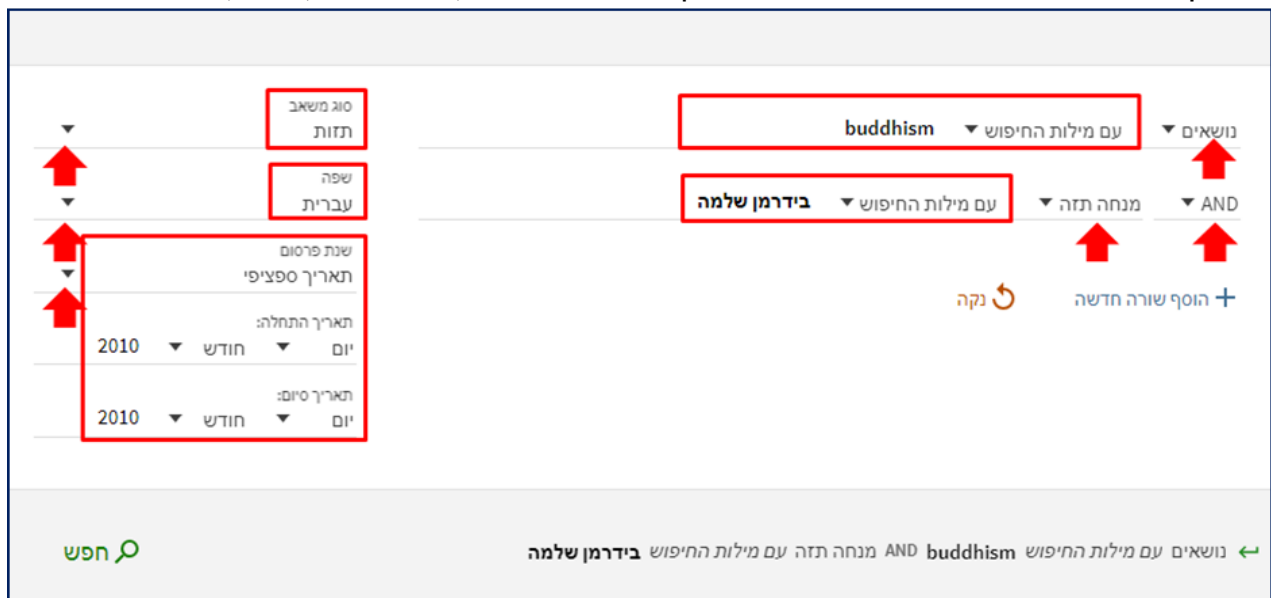 נושאים עם מילות החיפוש buddhism
AND מנחה תזה עם מילות החיפוש בידרמן שלמה
הוסף שורה חדשה נקה
סוג משאב
תזות
שפה
עברית
שנת פרסום
תאריך ספציפי
תאריך התחלה:
יום חודש 2010
תאריך סיום:
יום חודש 2010
נושאים עם מילות החיפוש buddhism AND מנחה תזה עם מילות החיפוש בידרמן שלמה
חפש